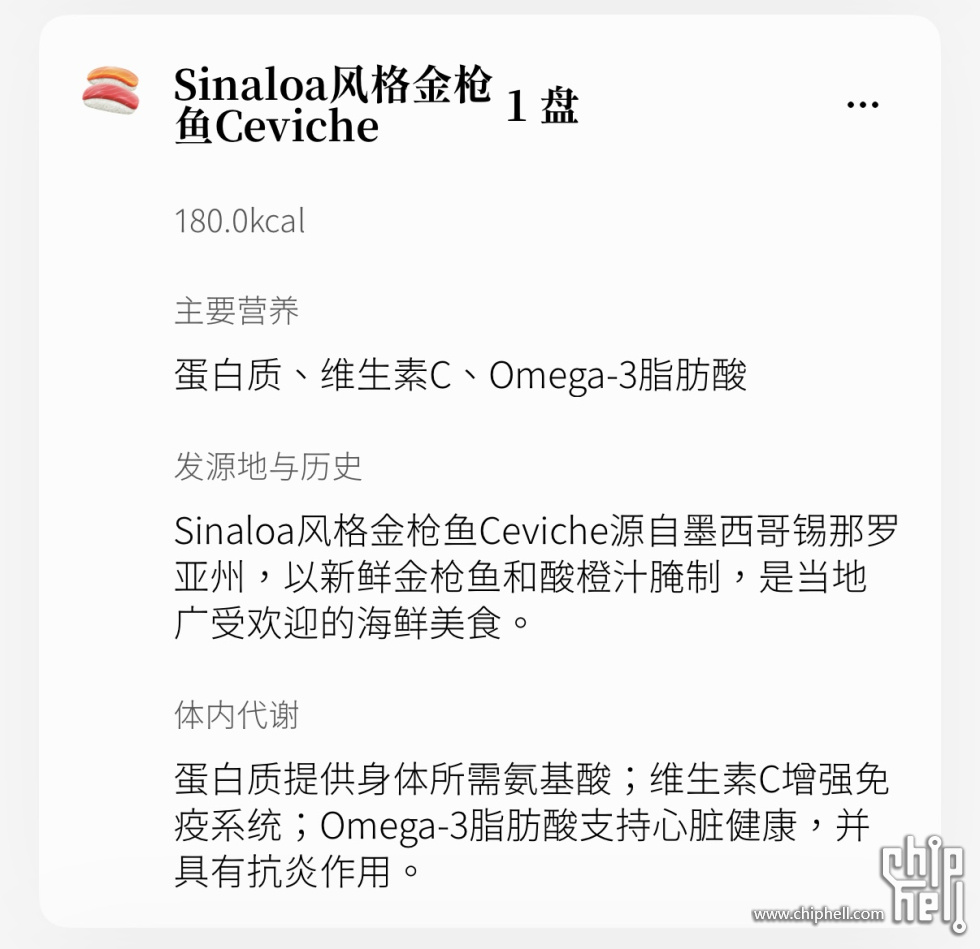 Sinaloa风格金枪
鱼Ceviche
1 盘
180.0kcal
主要营养
蛋白质、维生素C、Omega-3脂肪酸
发源地与历史
Sinaloa风格金枪鱼Ceviche源自墨西哥锡那罗
亚州，以新鲜金枪鱼和酸橙汁腌制，是当地
广受欢迎的海鲜美食。
体内代谢
蛋白质提供身体所需氨基酸；维生素C增强免
疫系统；Omega-3脂肪酸支持心脏健康，并
具有抗炎作用。
chip
hell
www.chiphell.com